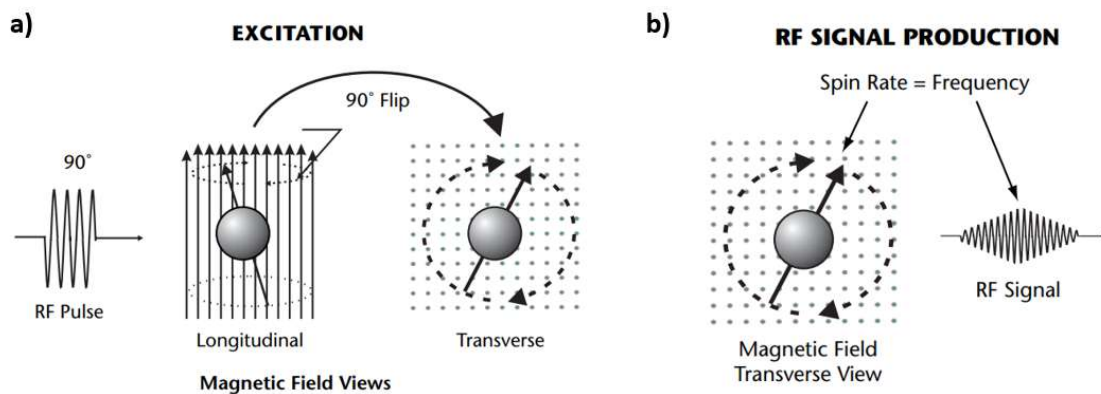 a)
EXCITATION
90° Flip
90°
RF Pulse
Longitudinal
Transverse
Magnetic Field Views
b)
RF SIGNAL PRODUCTION
Spin Rate = Frequency
RF Signal
Magnetic Field
Transverse View